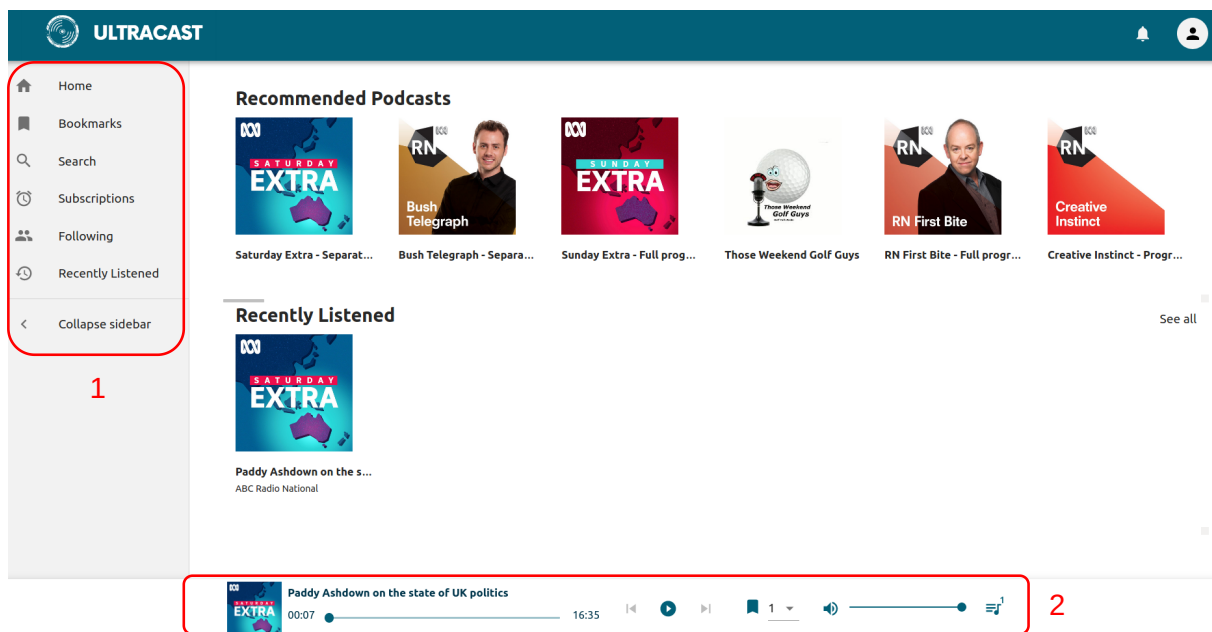 ULTRACAST
Home
Bookmarks
Search
Subscriptions
Following
Recently Listened
Collapse sidebar
1
Recommended Podcasts
SATURDAY
EXTRA
RN
Bush
Telegraph
SUNDAY
EXTRA
Those Weekend
Golf Guys
RN
RN First Bite
RN
Creative
Instinct
Saturday Extra - Separat...
Bush Telegraph - Separa...
Sunday Extra - Full prog...
Those Weekend Golf Guys
RN First Bite - Full progr...
Creative Instinct - Progr...
Recently Listened
See all
SATURDAY
EXTRA
Paddy Ashdown on the s...
ABC Radio National
SATURDAY
EXTRA
Paddy Ashdown on the state of UK politics
00:07
16:35
1
1
2